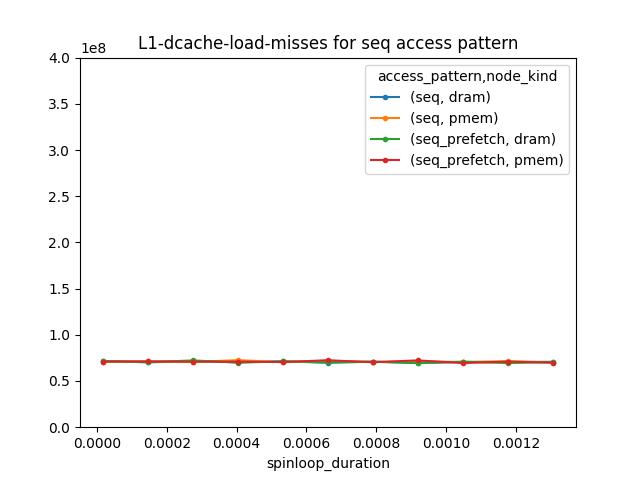 L1-dcache-load-misses for seq access pattern
1e8
4.0
3.5
3.0
2.5
2.0
1.5
1.0
0.5
0.0
access_pattern,node_kind
(seq, dram)
(seq, pmem)
(seq_prefetch, dram)
(seq_prefetch, pmem)
0.0000 0.0002 0.0004 0.0006 0.0008 0.0010 0.0012
spinloop_duration